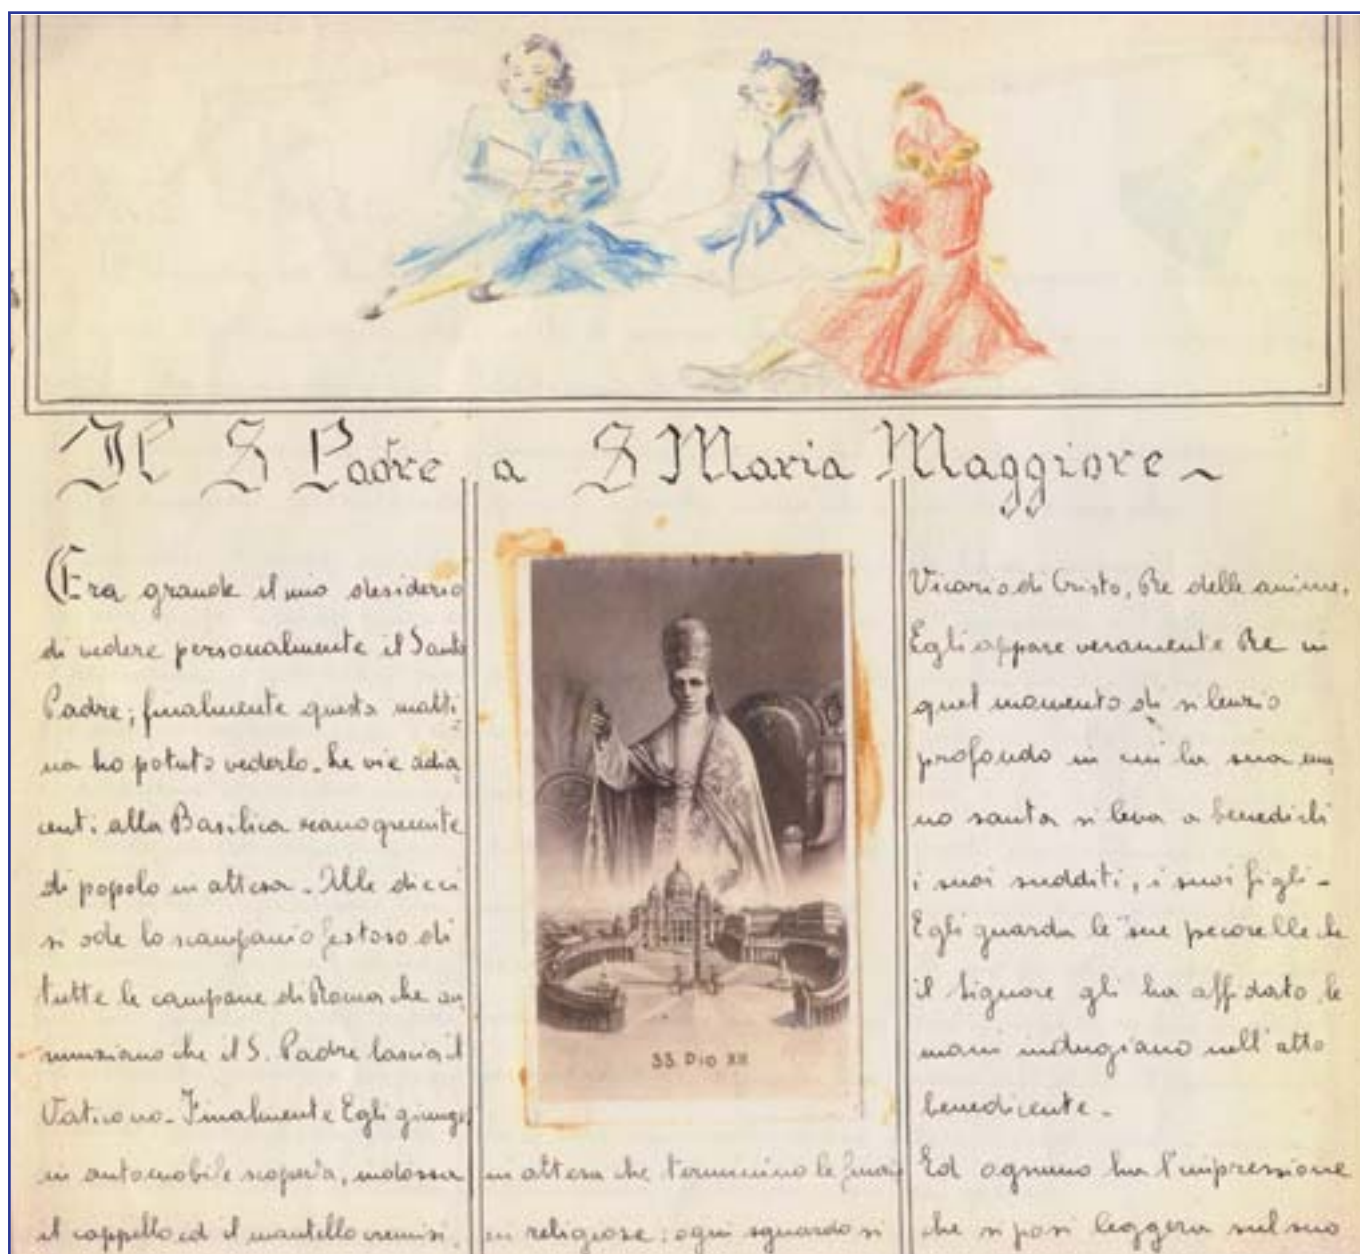 Il S Padre a S Maria Maggiore -
Era grande il mio desiderio
di vedere personalmente il Santo
Padre; finalmente questa matti-
na ho potuto vederlo. Le vie adia
centi alla Basilica erano gremite
di popolo in attesa. Alle dieci
si ode lo scampanio festoso di
tutte le campane di Roma che an
nunziano che il S. Padre lascia il
Vaticano. Finalmente Egli giunge
in automobile scoperta, indossa
il cappello ed il mantello cremisi,
SS. PIO XII
in attesa che terminino le funzio
ni religiose: ogni sguardo si
Vicario di Cristo, Re delle anime.
Egli appare veramente Re in
quel momento di silenzio
profondo in cui la sua ma
no santa si leva a benedire
i suoi sudditi, i suoi figli -
Egli guarda le sue pecorelle che
il Signore gli ha affidato le
mani indugiano nell'atto
benedicente -
Ed ognuno ha l'impressione
che si posi leggera sul suo